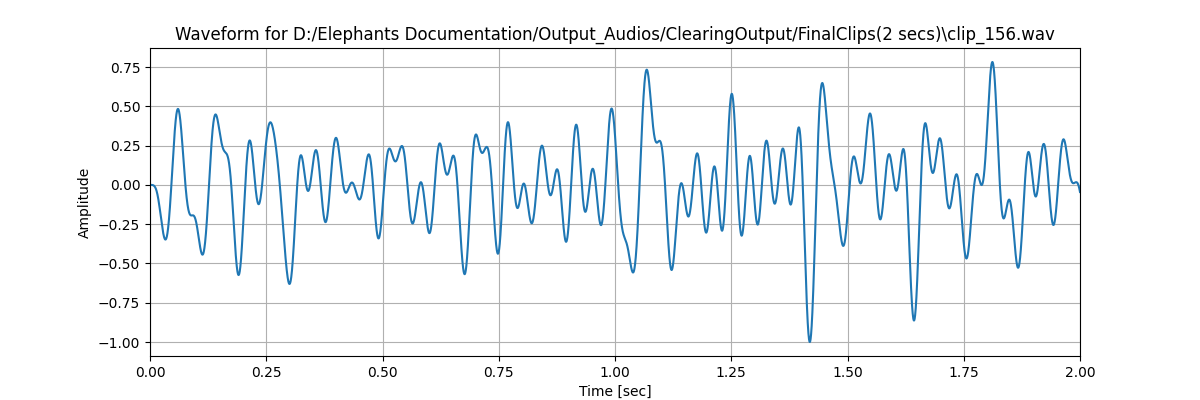 Waveform for D:/Elephants Documentation/Output_Audios/ClearingOutput/FinalClips(2 secs)\clip_156.wav
Amplitude
0.75
0.50
0.25
0.00
−0.25
−0.50
−0.75
−1.00
0.00 0.25 0.50 0.75 1.00 1.25 1.50 1.75 2.00
Time [sec]